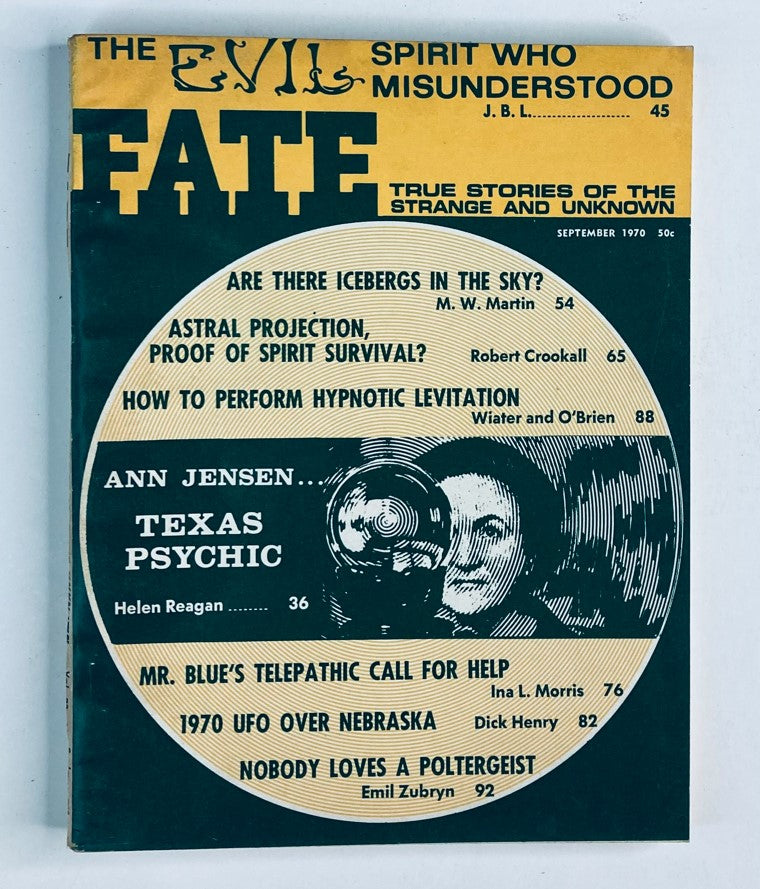 THE EVIL SPIRIT WHO
MISUNDERSTOOD
J. B. L. .................... 45
FATE
TRUE STORIES OF THE
STRANGE AND UNKNOWN
SEPTEMBER 1970 50c
ARE THERE ICEBERGS IN THE SKY?
M. W. Martin 54
ASTRAL PROJECTION,
PROOF OF SPIRIT SURVIVAL? Robert Crookall 65
HOW TO PERFORM HYPNOTIC LEVITATION
Wiater and O'Brien 88
ANN JENSEN...
TEXAS
PSYCHIC
Helen Reagan ........ 36
MR. BLUE'S TELEPATHIC CALL FOR HELP
Ina L. Morris 76
1970 UFO OVER NEBRASKA Dick Henry 82
NOBODY LOVES A POLTERGEIST
Emil Zubryn 92